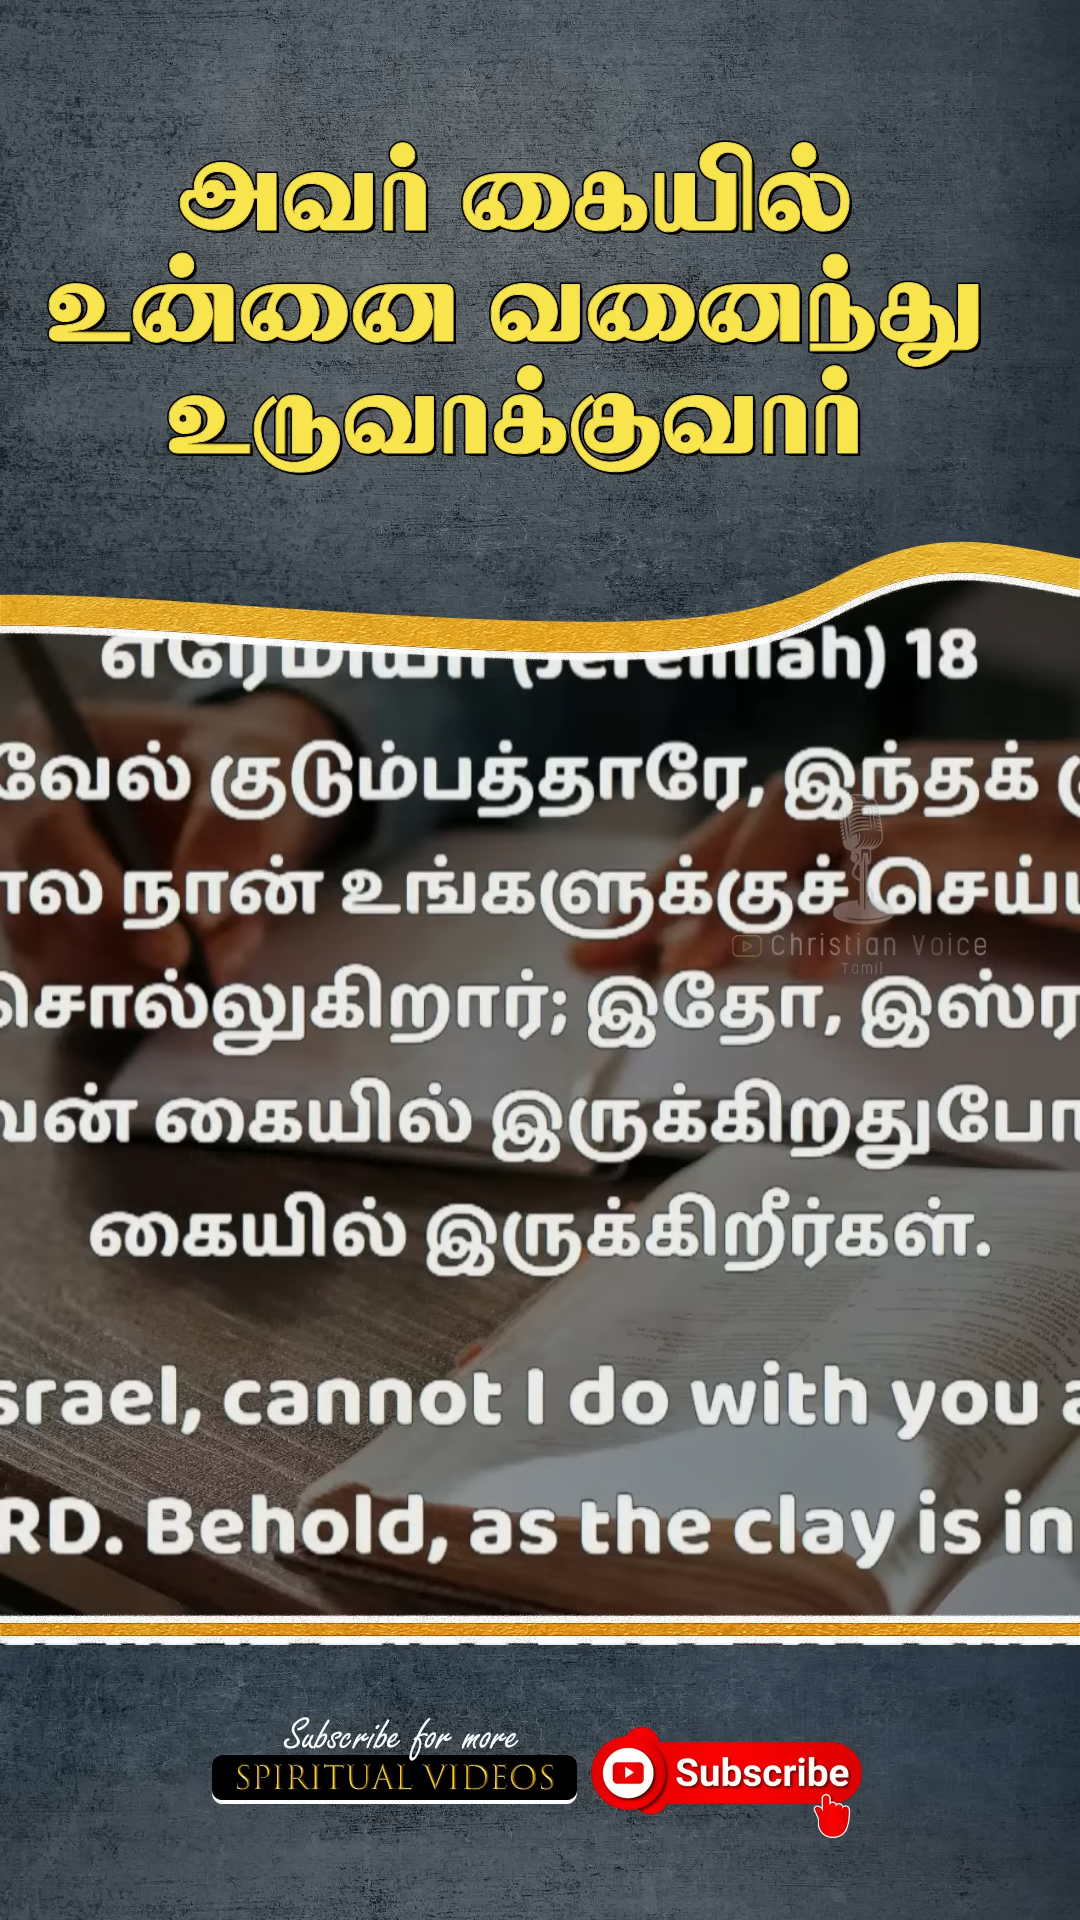 அவர் கையில்
உன்னை வனைந்து
உருவாக்குவார்
எரேமியா (Jeremiah) 18
வேல் குடும்பத்தாரே, இந்தக்
ால நான் உங்களுக்குச் செய்ய
Christian Voice
Tamil
சொல்லுகிறார்; இதோ, இஸ்ர
வன் கையில் இருக்கிறதுபோ
கையில் இருக்கிறீர்கள்.
srael, cannot I do with you a
RD. Behold, as the clay is in
Subscribe for more
SPIRITUAL VIDEOS
Subscribe